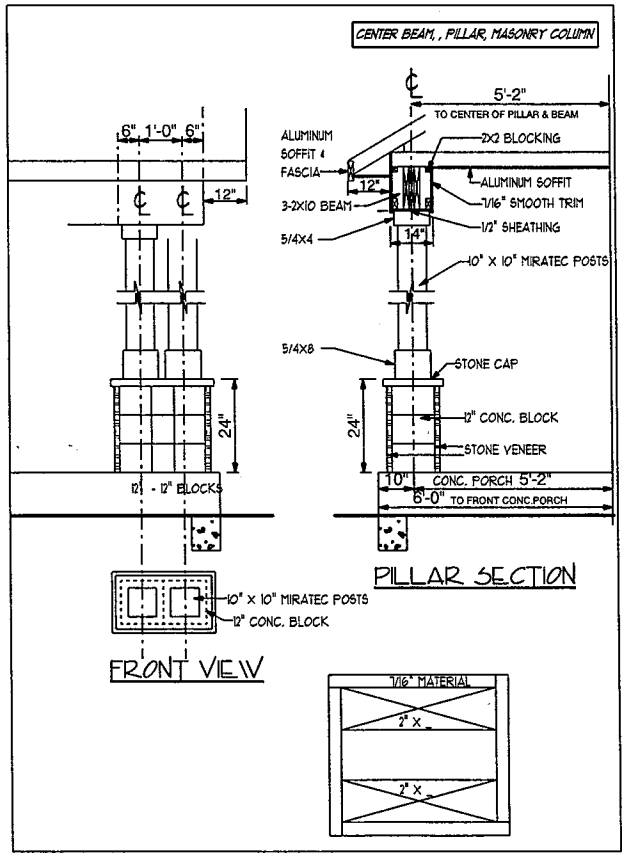 CENTER BEAM, , PILLAR, MASONRY COLUMN
6" 1'-0" 6"
12"
5'-2"
TO CENTER OF PILLAR & BEAM
ALUMINUM
SOFFIT &
FASCIA
12"
3-2X10 BEAM
5/4X4
14"
2X2 BLOCKING
ALUMINUM SOFFIT
7/16" SMOOTH TRIM
1/2" SHEATHING
10" X 10" MIRATEC POSTS
5/4X8
STONE CAP
24"
24"
12" CONC. BLOCK
STONE VENEER
10" CONC. PORCH 5'-2"
6'-0" TO FRONT CONC.PORCH
12" - 12" BLOCKS
PILLAR SECTION
10" X 10" MIRATEC POSTS
12" CONC. BLOCK
FRONT VIEW
7/16" MATERIAL
2" X _
2" X _